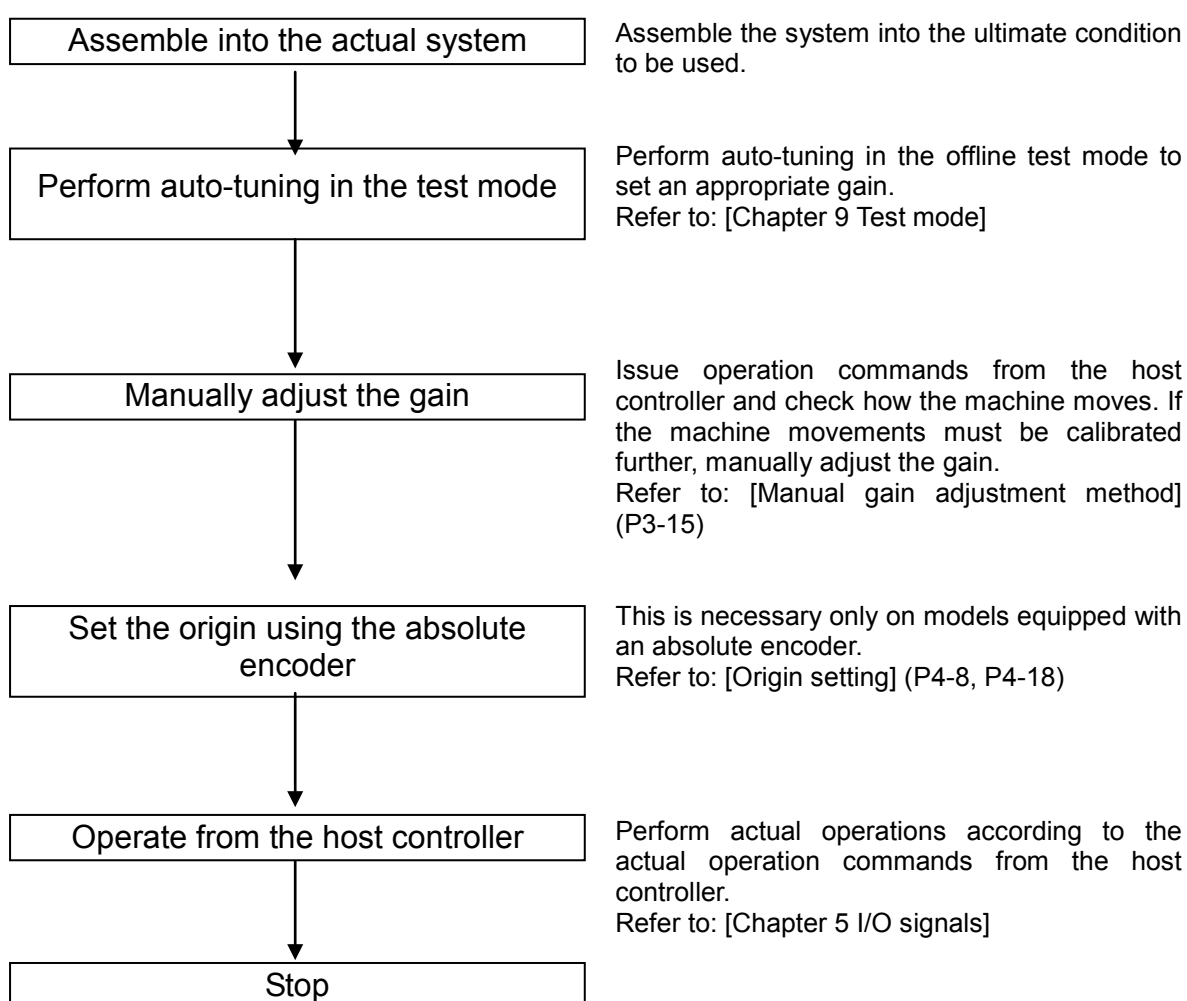 Assemble into the actual system
Assemble the system into the ultimate condition
to be used.
Perform auto-tuning in the test mode
Perform auto-tuning in the offline test mode to
set an appropriate gain.
Refer to: [Chapter 9 Test mode]
Manually adjust the gain
Issue operation commands from the host
controller and check how the machine moves. If
the machine movements must be calibrated
further, manually adjust the gain.
Refer to: [Manual gain adjustment method]
(P3-15)
Set the origin using the absolute
encoder
This is necessary only on models equipped with
an absolute encoder.
Refer to: [Origin setting] (P4-8, P4-18)
Operate from the host controller
Perform actual operations according to the
actual operation commands from the host
controller.
Refer to: [Chapter 5 I/O signals]
Stop